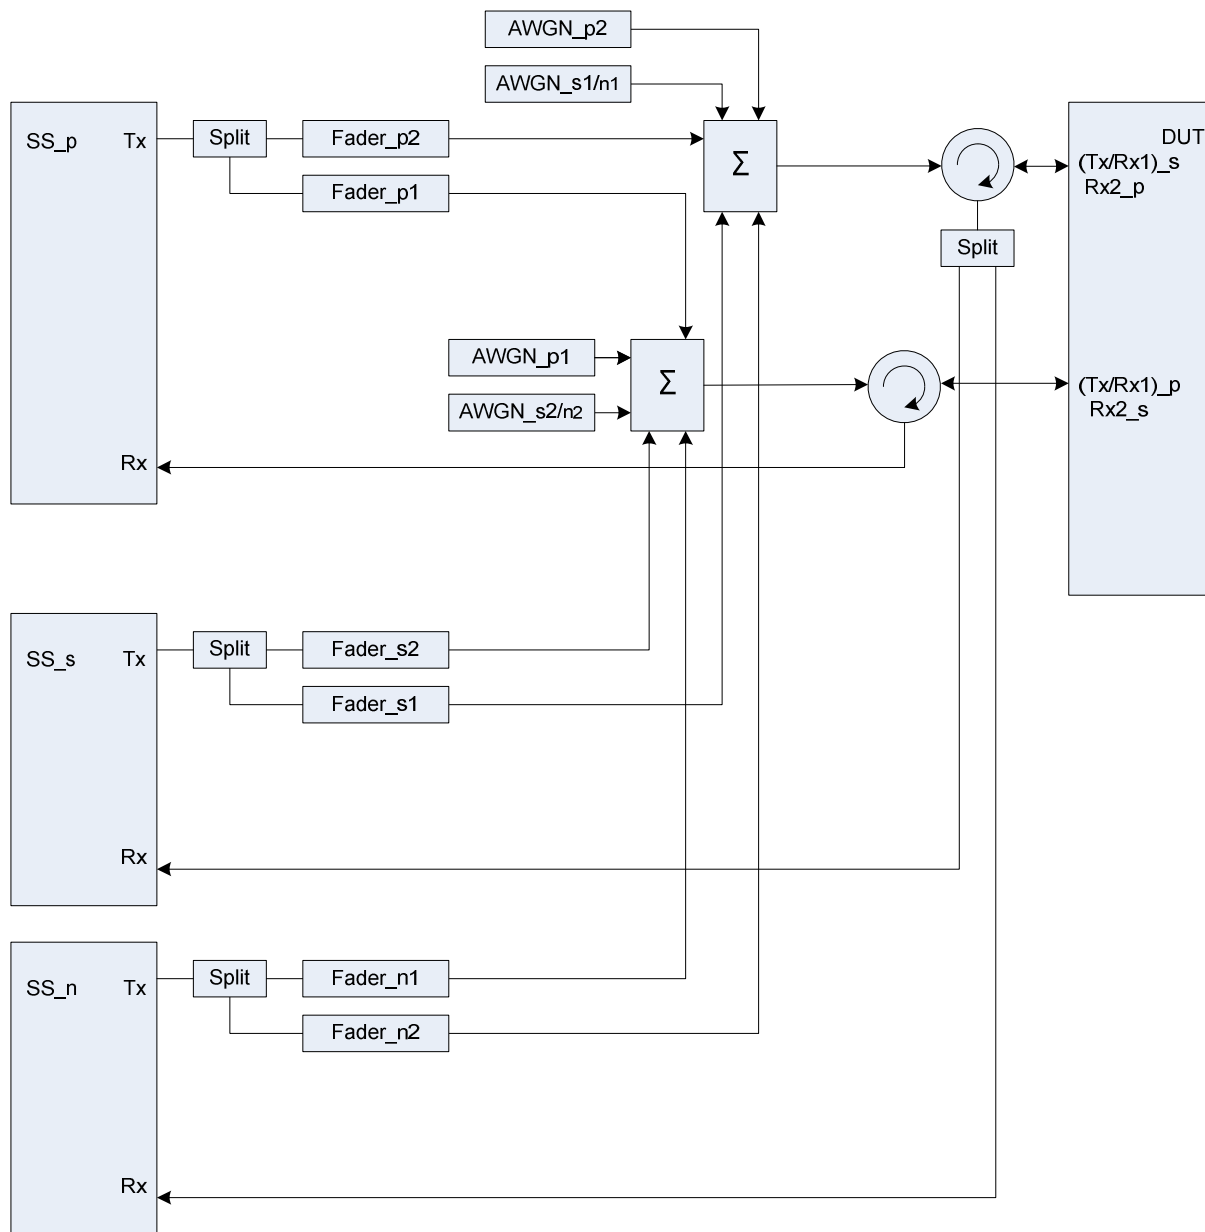 AWGN_p2
AWGN_s1/n1
SS_p
Tx
Split
Fader_p2
Fader_p1
Σ
DUT
(Tx/Rx1)_s
Rx2_p
Split
AWGN_p1
AWGN_s2/n2
Σ
(Tx/Rx1)_p
Rx2_s
Rx
SS_s
Tx
Split
Fader_s2
Fader_s1
Rx
SS_n
Tx
Split
Fader_n1
Fader_n2
Rx